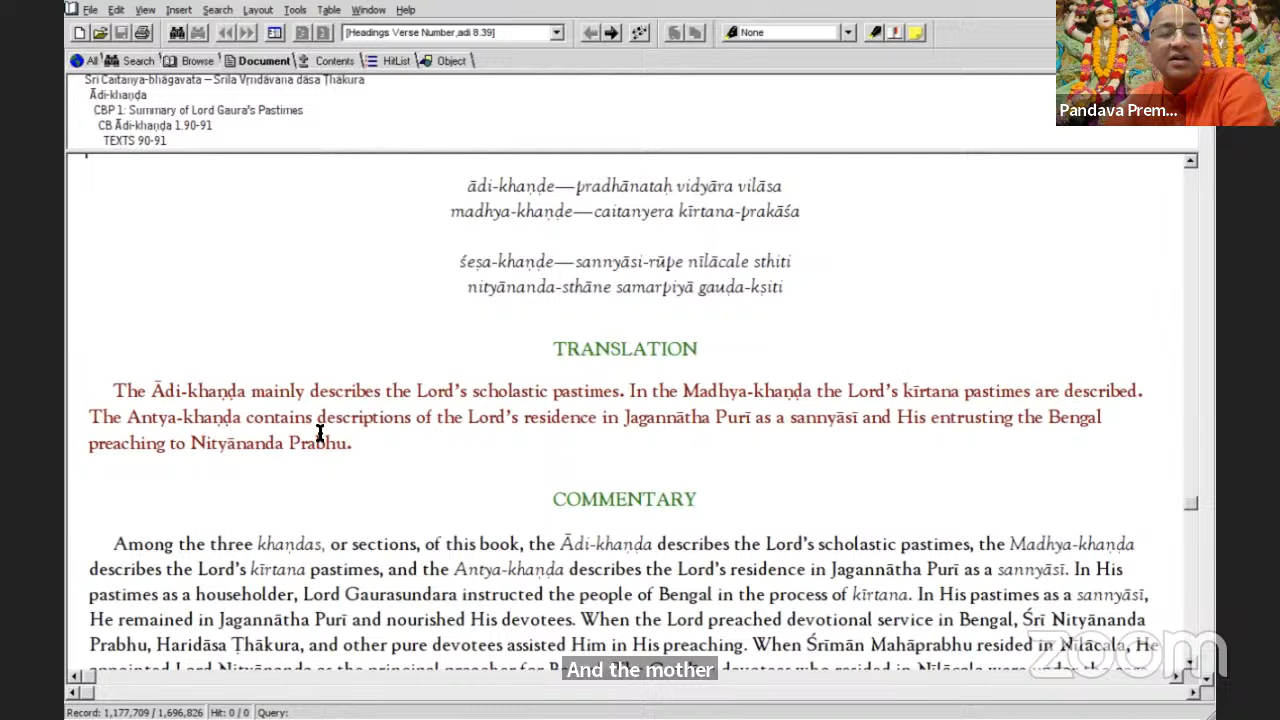 File Edit View Insert Search Layout Tools Table Window Help
[Headings Verse Number,adi 8.39]
None
All Search Browse Document Contents HitList Object
Śrī Caitanya-bhāgavata – Śrīla Vṛndāvana dāsa Ṭhākura
Ādi-khaṇḍa
CBP 1: Summary of Lord Gaura's Pastimes
CB Ādi-khaṇḍa 1.90-91
TEXTS 90-91
Pandava Prem...
ādi-khaṇḍe—pradhānataḥ vidyāra vilāsa
madhya-khaṇḍe—caitanyera kīrtana-prakāśa
śeṣa-khaṇḍe—sannyāsi-rūpe nīlācale sthiti
nityānanda-sthāne samarpiyā gauḍa-kṣiti
TRANSLATION
The Ādi-khaṇḍa mainly describes the Lord's scholastic pastimes. In the Madhya-khaṇḍa the Lord's kīrtana pastimes are described.
The Antya-khaṇḍa contains descriptions of the Lord's residence in Jagannātha Purī as a sannyāsī and His entrusting the Bengal
preaching to Nityānanda Prabhu.
COMMENTARY
Among the three khaṇḍas, or sections, of this book, the Ādi-khaṇḍa describes the Lord's scholastic pastimes, the Madhya-khaṇḍa
describes the Lord's kīrtana pastimes, and the Antya-khaṇḍa describes the Lord's residence in Jagannātha Purī as a sannyāsī. In His
pastimes as a householder, Lord Gaurasundara instructed the people of Bengal in the process of kīrtana. In His pastimes as a sannyāsī,
He remained in Jagannātha Purī and nourished His devotees. When the Lord preached devotional service in Bengal, Śrī Nityānanda
Prabhu, Haridāsa Ṭhākura, and other pure devotees assisted Him in His preaching. When Śrīmān Mahāprabhu resided in Nīlācala, He
And the mother
zoom
Record: 1,177,709 / 1,696,826 Hit: 0 / 0 Query: